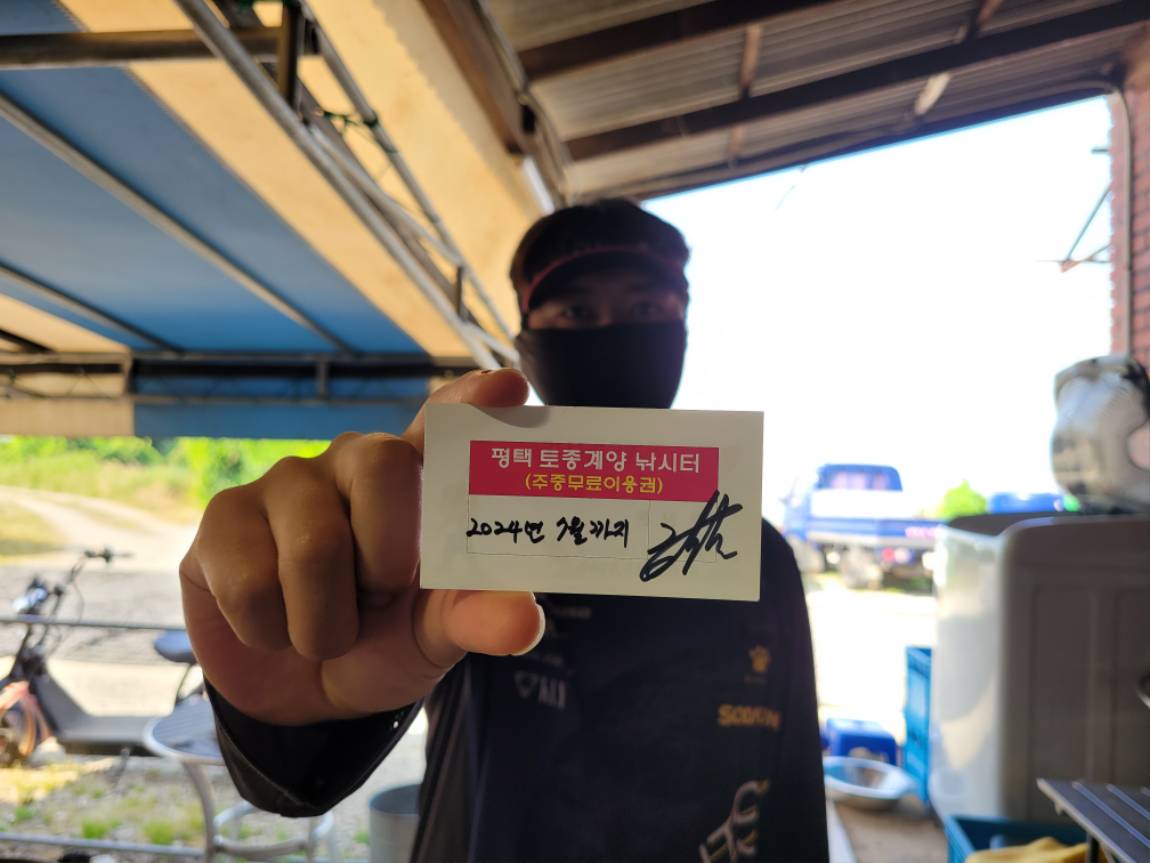 평택 토종계양 낚시터
(주중무료이용권)
2024년 7월까지